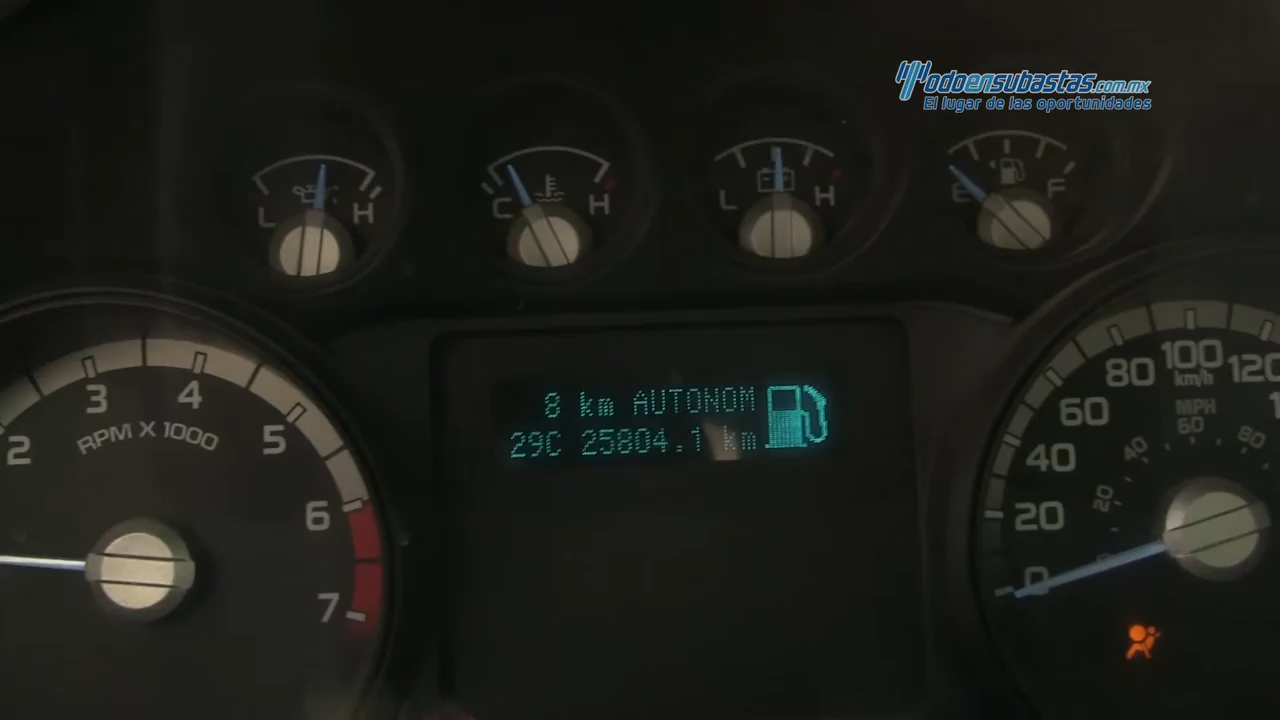 Todoensubastas.com.mx
El lugar de las oportunidades
L H
C H
L H
E F
2 3 4 5 6 7
RPM X 1000
8 km AUTONOM
29C 25804.1 km
0 20 40 60 80 100 120
km/h
MPH
20 40 60 80